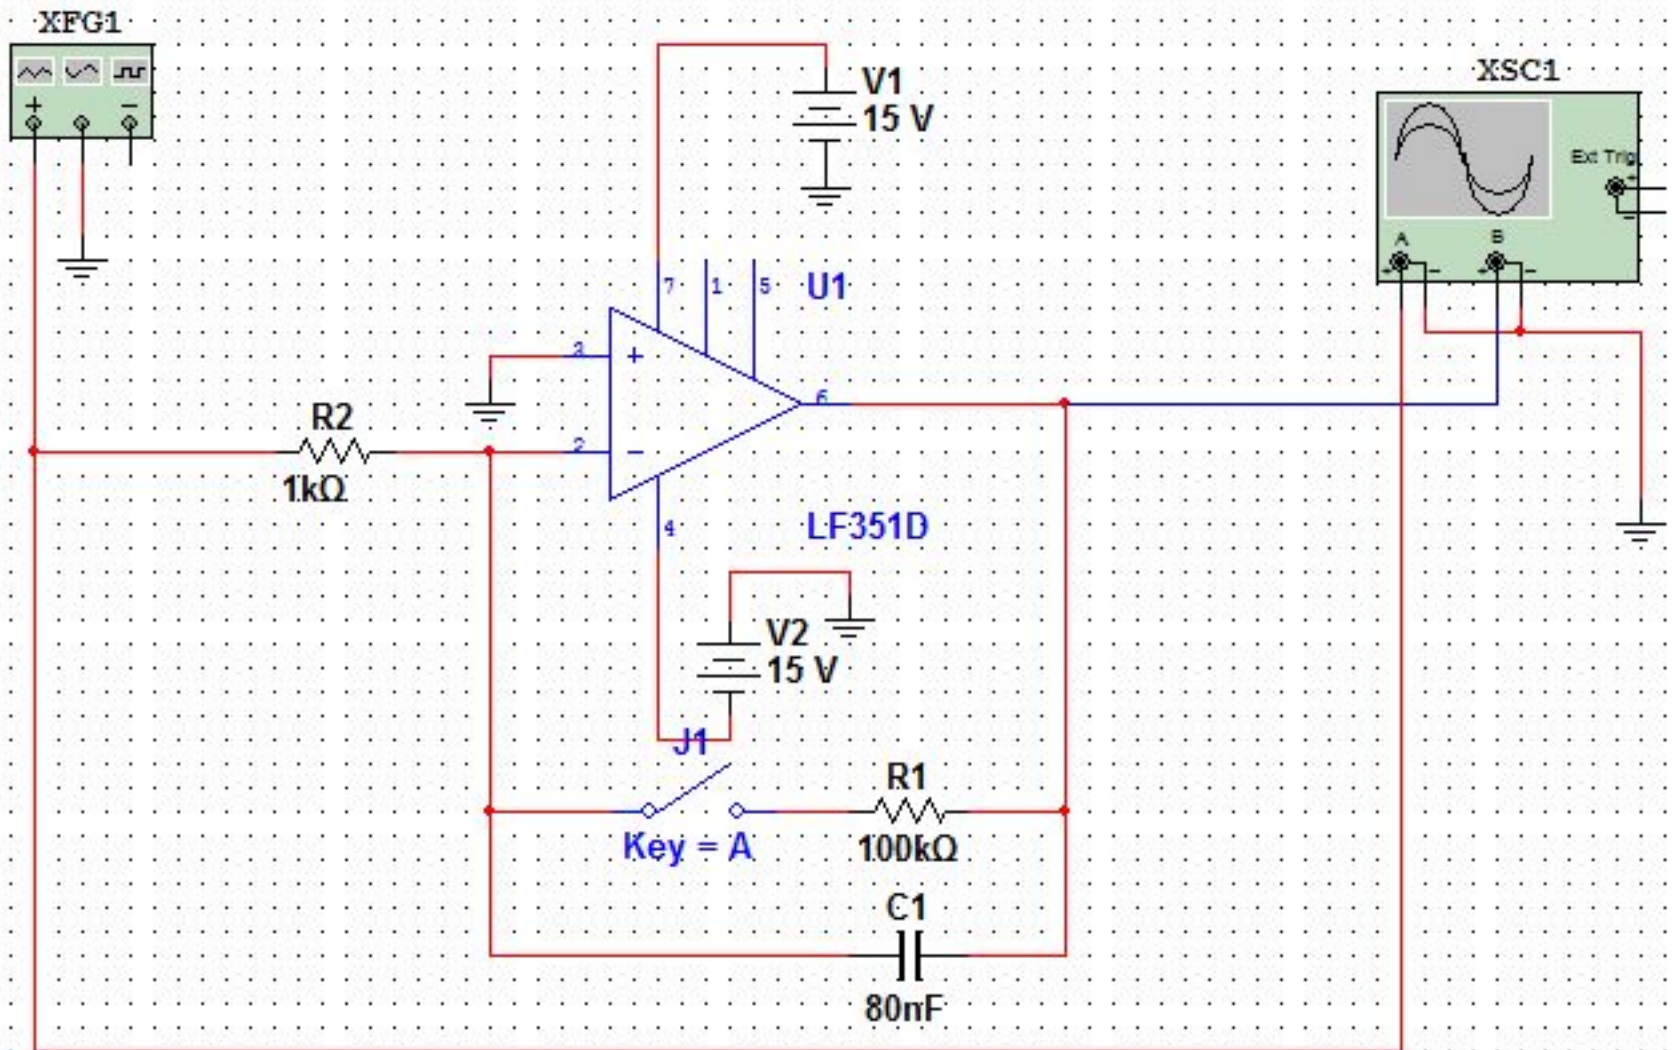 XFG1
+
−
V1
15 V
XSC1
Ext Trig
+
−
A
B
+
−
+
−
7
1
5
U1
3
+
6
R2
1kΩ
2
−
4
LF351D
V2
15 V
J1
Key = A
R1
100kΩ
C1
80nF